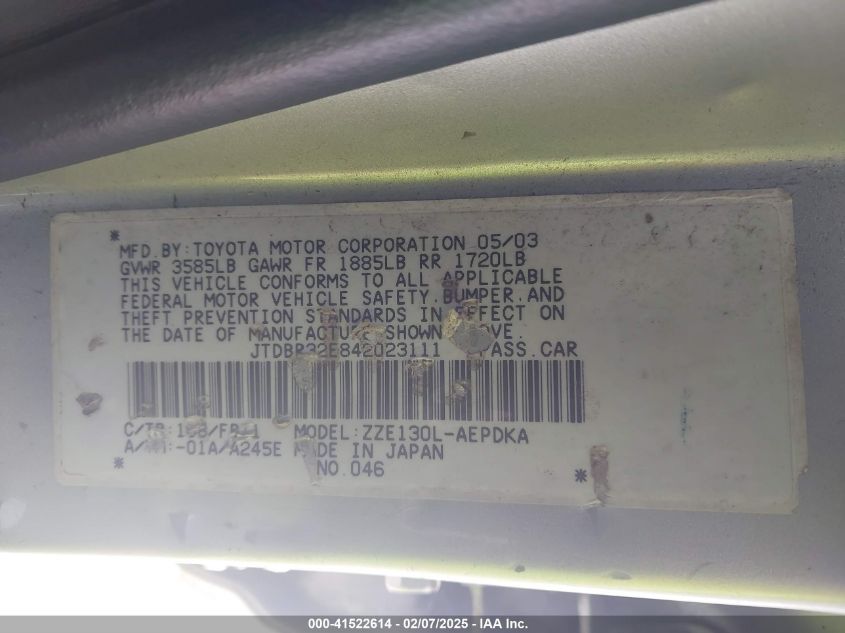 *
MFD.BY:TOYOTA MOTOR CORPORATION 05/03
GVWR 3585LB GAWR FR 1885LB RR 1720LB
THIS VEHICLE CONFORMS TO ALL APPLICABLE
FEDERAL MOTOR VEHICLE SAFETY,BUMPER,AND
THEFT PREVENTION STANDARDS IN EFFECT ON
THE DATE OF MANUFACTURE SHOWN ABOVE.
JTDBR32E842023111 PASS.CAR
MODEL:ZZE130L-AEPDKA
-01A/A245E MADE IN JAPAN
* NO.046 *
000-41522614 - 02/07/2025 - IAA Inc.